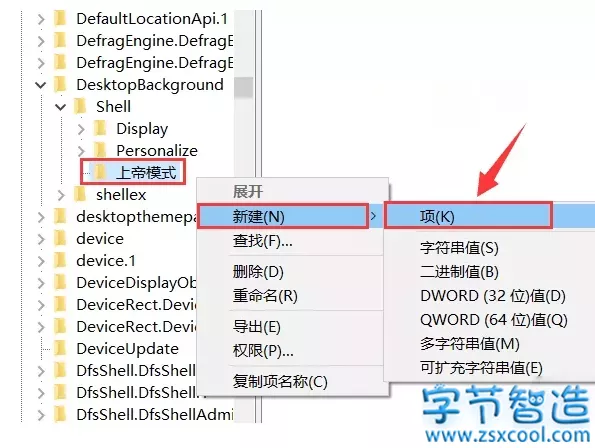 DefaultLocationApi.1
DefragEngine.DefragE
DefragEngine.DefragE
DesktopBackground
Shell
Display
Personalize
上帝模式
shellex
desktopthemepa
device
device.1
DeviceDisplayOb
DeviceRect.Devic
DeviceRect.Devic
DeviceUpdate
DfsShell.DfsShell
DfsShell.DfsShell
DfsShell.DfsShellAdmi
展开
新建(N)
查找(F)...
删除(D)
重命名(R)
导出(E)
权限(P)...
复制项名称(C)
项(K)
字符串值(S)
二进制值(B)
DWORD (32 位)值(D)
QWORD (64 位)值(Q)
多字符串值(M)
可扩充字符串值(E)
字节智造
www.zsxcool.com